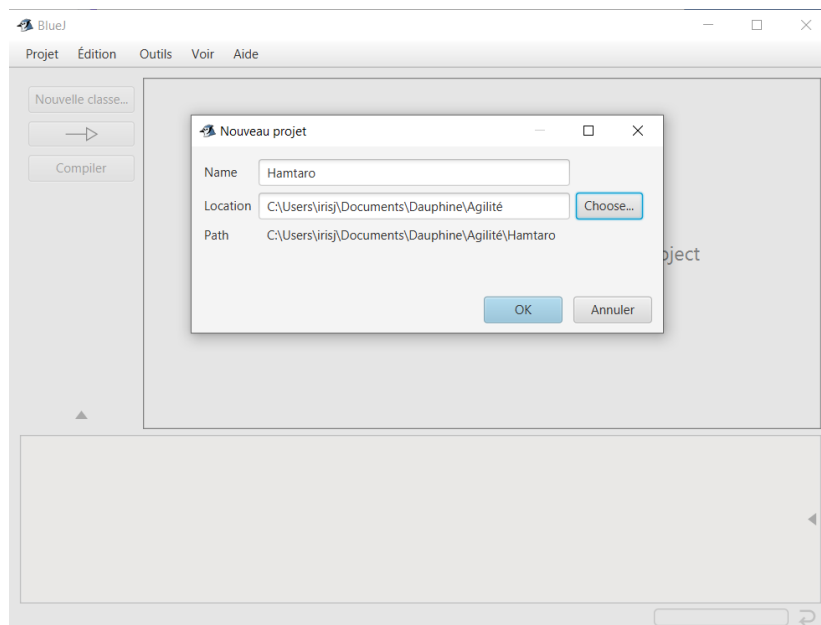 BlueJ
Projet Édition Outils Voir Aide
Nouvelle classe...
Compiler
Nouveau projet
Name Hamtaro
Location C:\Users\irisj\Documents\Dauphine\Agilité Choose...
Path C:\Users\irisj\Documents\Dauphine\Agilité\Hamtaro
OK Annuler